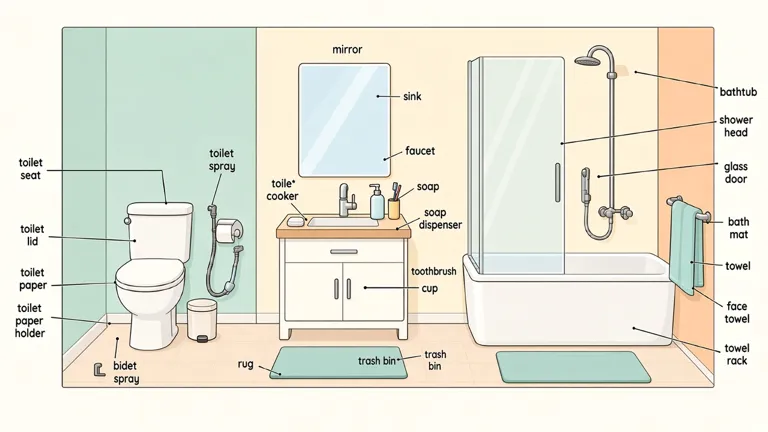 mirror
sink
faucet
toilet
seat
toilet
spray
toile*
cooker
soap
soap
dispenser
toilet
lid
toilet
paper
toilet
paper
holder
bidet
spray
toothbrush
cup
rug
trash bin
trash
bin
bathtub
shower
head
glass
door
bath
mat
towel
face
towel
towel
rack